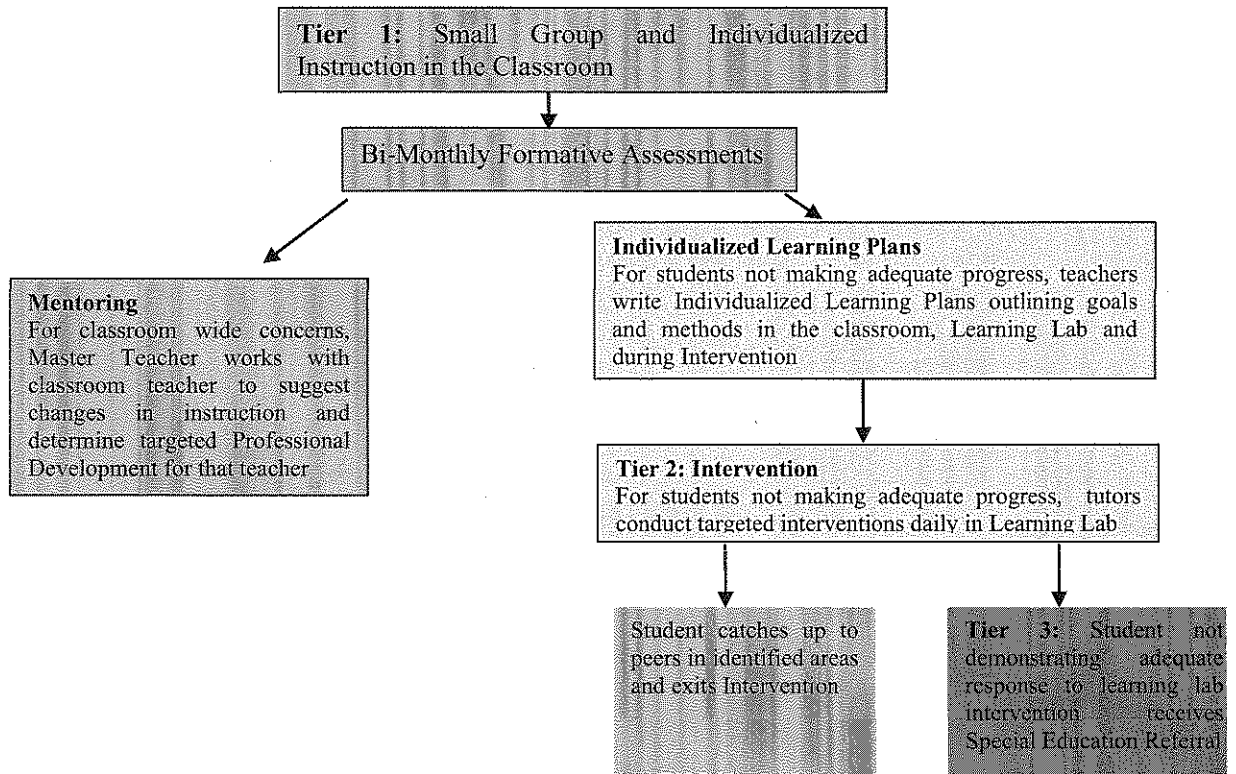 Tier 1: Small Group and Individualized
Instruction in the Classroom
Bi-Monthly Formative Assessments
Mentoring
For classroom wide concerns,
Master Teacher works with
classroom teacher to suggest
changes in instruction and
determine targeted Professional
Development for that teacher
Individualized Learning Plans
For students not making adequate progress, teachers
write Individualized Learning Plans outlining goals
and methods in the classroom, Learning Lab and
during Intervention
Tier 2: Intervention
For students not making adequate progress, tutors
conduct targeted interventions daily in Learning Lab
Student catches up to
peers in identified areas
and exits Intervention
Tier 3: Student not
demonstrating adequate
response to learning lab
intervention receives
Special Education Referral